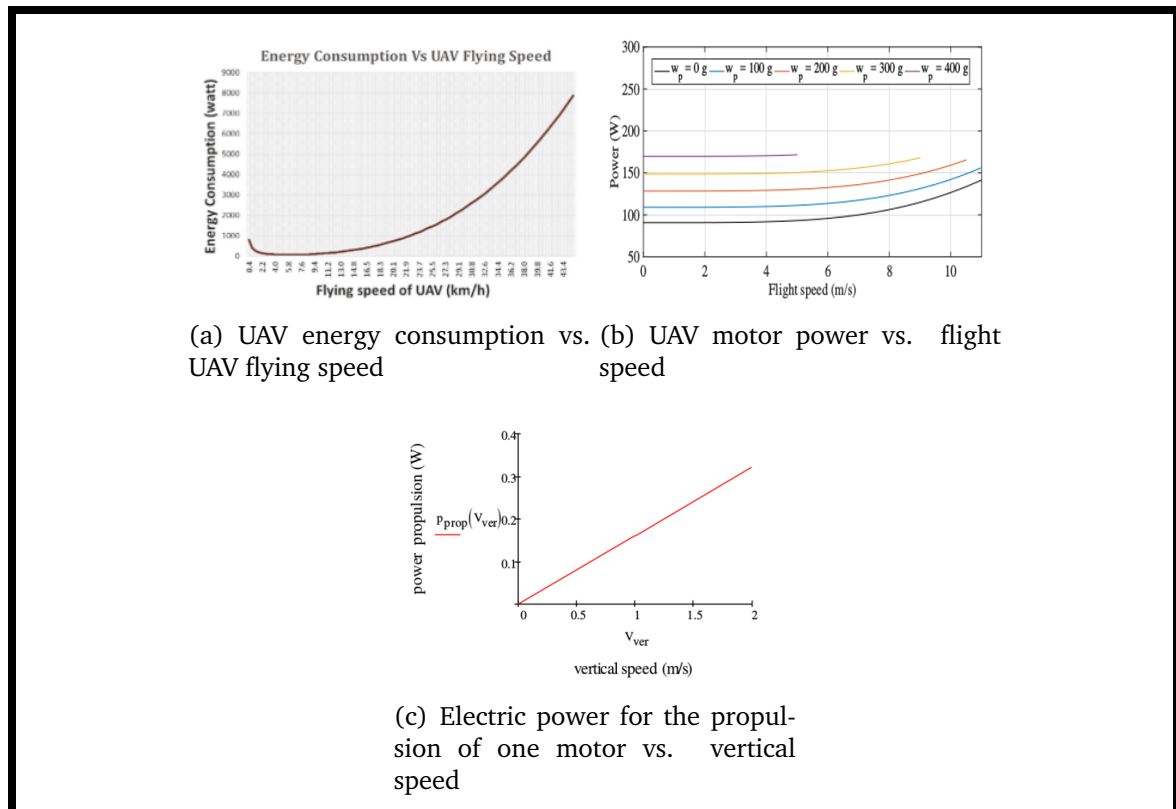 Energy Consumption Vs UAV Flying Speed
Energy Consumption (watt)
9000
8000
7000
6000
5000
4000
3000
2000
1000
0
0.4 2.2 4.0 5.8 7.6 9.4 11.2 13.0 14.8 16.5 18.3 20.1 21.9 23.7 25.5 27.3 29.1 30.8 32.6 34.4 36.2 38.0 39.8 41.6 43.4
Flying speed of UAV (km/h)
(a) UAV energy consumption vs.
UAV flying speed
w_p = 0 g w_p = 100 g w_p = 200 g w_p = 300 g w_p = 400 g
Power (W)
300
250
200
150
100
50
0 2 4 6 8 10
Flight speed (m/s)
(b) UAV motor power vs. flight
speed
power propulsion (W)
p_prop(V_ver)
0.4
0.3
0.2
0.1
0 0.5 1 1.5 2
V_ver
vertical speed (m/s)
(c) Electric power for the propul-
sion of one motor vs. vertical
speed